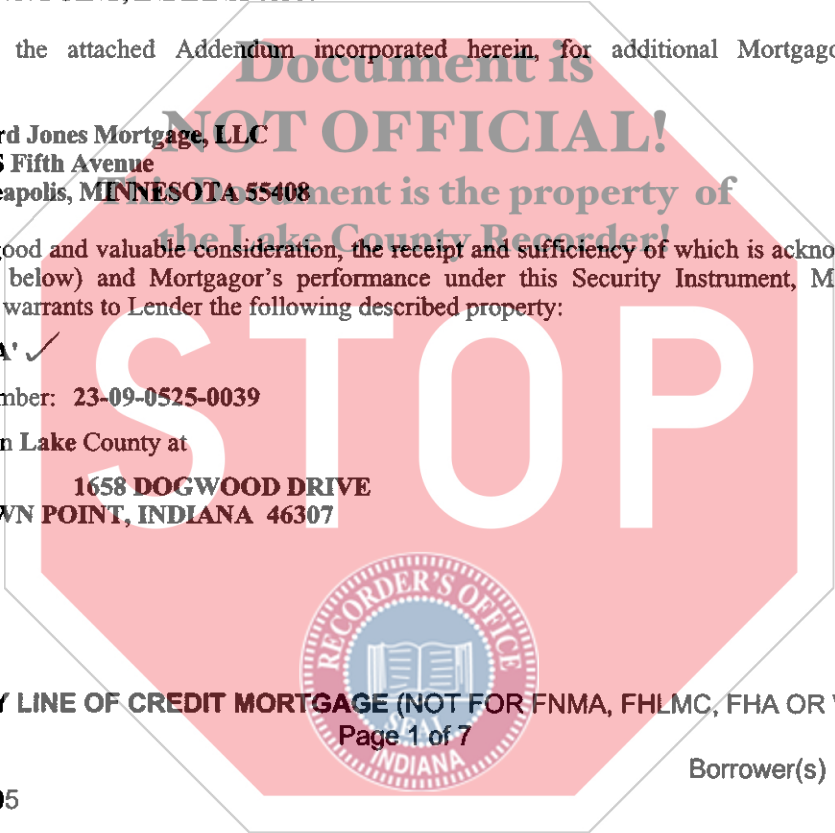 the attached Addendum incorporated herein, for additional
Document is
NOT OFFICIAL!
This Document is the property of
the Lake County Recorder!
rd Jones Mortgage, LLC
Fifth Avenue
eapolis, MINNESOTA 55408
ood and valuable consideration, the receipt and sufficiency of which is ackno
below) and Mortgagor's performance under this Security Instrument, M
warrants to Lender the following described property:
A' ✓
mber: 23-09-0525-0039
n Lake County at
1658 DOGWOOD DRIVE
WN POINT, INDIANA 46307
STOP
RECORDER'S OFFICE
SEAL
INDIANA
Y LINE OF CREDIT MORTGAGE (NOT FOR FNMA, FHLMC, FHA OR V
Page 1 of 7
Borrower(s)